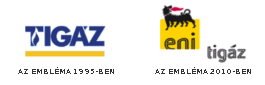 TIGÁZ
eni
tigáz
AZ EMBLÉMA 1995-BEN
AZ EMBLÉMA 2010-BEN